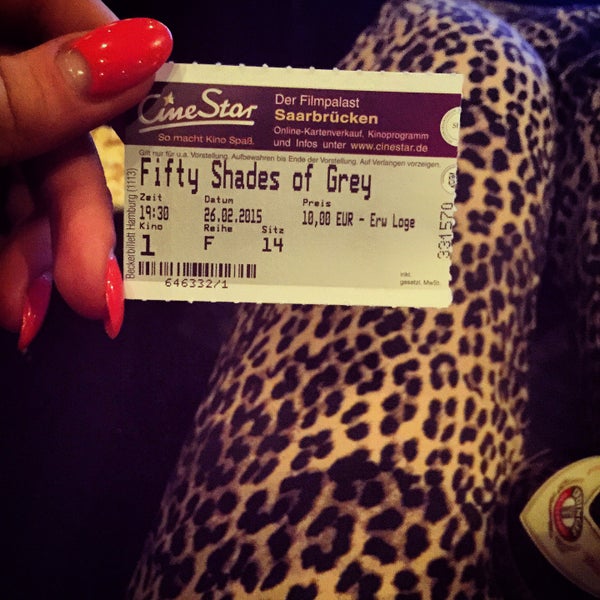 CineStar
So macht Kino Spaß.
Der Filmpalast
Saarbrücken
Online-Kartenverkauf, Kinoprogramm
und Infos unter www.cinestar.de
Gilt nur für u.a. Vorstellung. Aufbewahren bis Ende der Vorstellung. Auf Verlangen vorzeigen.
Fifty Shades of Grey
Zeit Datum Preis
19:30 26.02.2015 10,00 EUR - Erw Loge
Kino Reihe Sitz
1 F 14
646332/1
inkl.
gesetzl. MwSt.
Beckerbillett Hamburg (1113)
331570